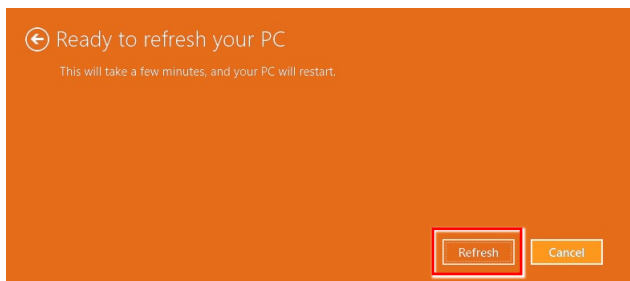 Ready to refresh your PC
This will take a few minutes, and your PC will restart.
Refresh Cancel